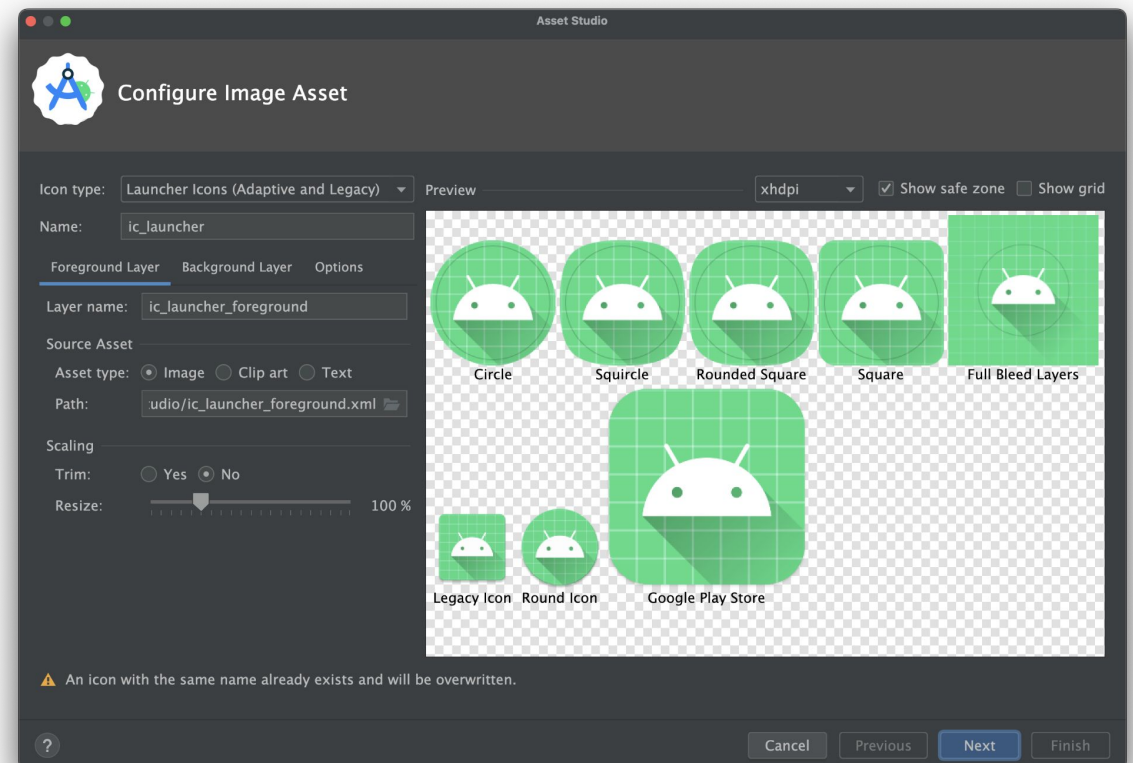 Asset Studio
Configure Image Asset
Icon type: Launcher Icons (Adaptive and Legacy)
Name: ic_launcher
Foreground Layer Background Layer Options
Layer name: ic_launcher_foreground
Source Asset
Asset type: Image Clip art Text
Path: :udio/ic_launcher_foreground.xml
Scaling
Trim: Yes No
Resize: 100 %
Preview xhdpi Show safe zone Show grid
Circle Squircle Rounded Square Square Full Bleed Layers
Legacy Icon Round Icon Google Play Store
An icon with the same name already exists and will be overwritten.
? Cancel Previous Next Finish